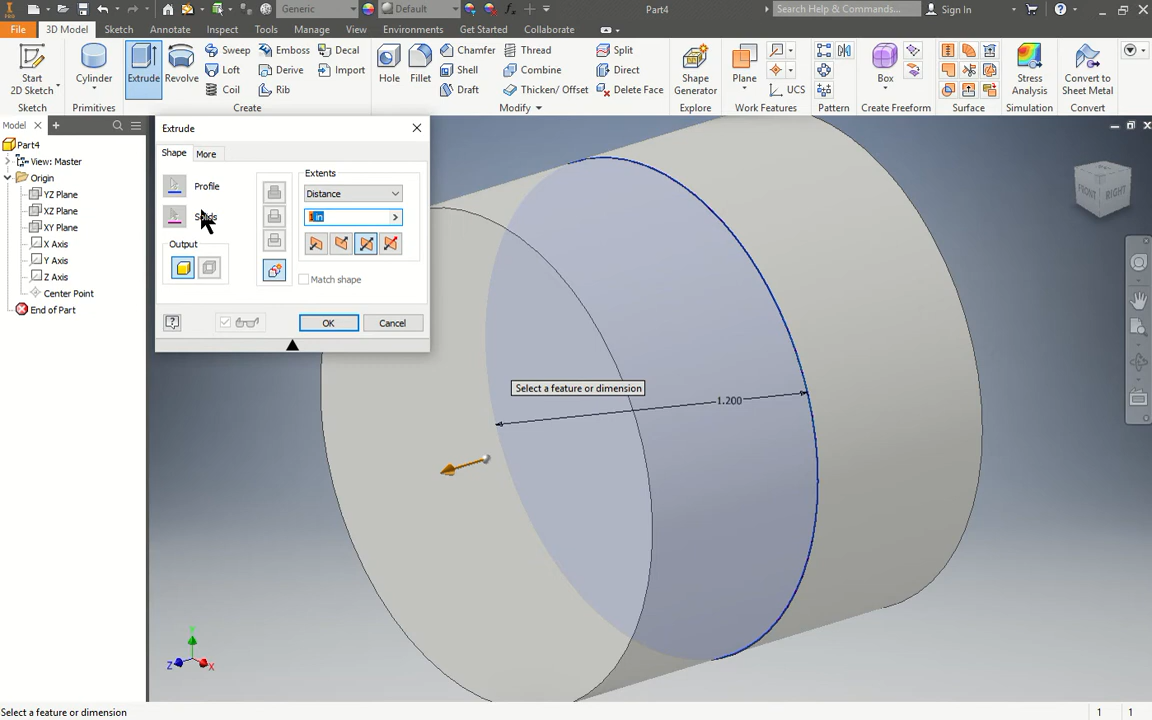 Generic
Default
Part4
Search Help & Commands...
Sign In
File
3D Model
Sketch
Annotate
Inspect
Tools
Manage
View
Environments
Get Started
Collaborate
Start
2D Sketch
Sketch
Cylinder
Primitives
Extrude
Revolve
Sweep
Emboss
Decal
Loft
Derive
Import
Coil
Rib
Create
Hole
Fillet
Chamfer
Thread
Split
Shell
Combine
Direct
Draft
Thicken/ Offset
Delete Face
Modify
Shape
Generator
Explore
Plane
UCS
Work Features
Pattern
Box
Create Freeform
Surface
Stress
Analysis
Simulation
Convert to
Sheet Metal
Convert
Model
Part4
View: Master
Origin
YZ Plane
XZ Plane
XY Plane
X Axis
Y Axis
Z Axis
Center Point
End of Part
Extrude
Shape
More
Profile
Solids
Output
Extents
Distance
1 in
Match shape
OK
Cancel
Select a feature or dimension
1.200
FRONT
RIGHT
Y
Z
X
Select a feature or dimension
1
1